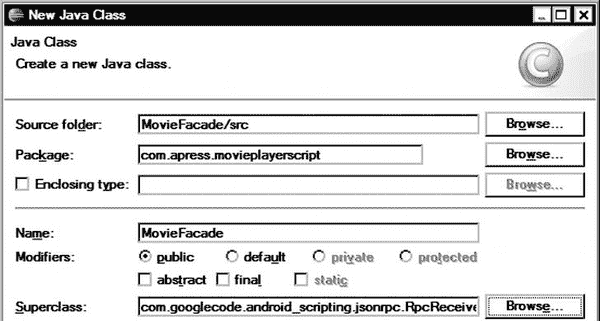 New Java Class
Java Class
Create a new Java class.
C
Source folder: MovieFacade/src Browse...
Package: com.apress.movieplayerscript Browse...
Enclosing type: Browse...
Name: MovieFacade
Modifiers: public default private protected
abstract final static
Superclass: com.googlecode.android_scripting.jsonrpc.RpcReceive Browse...